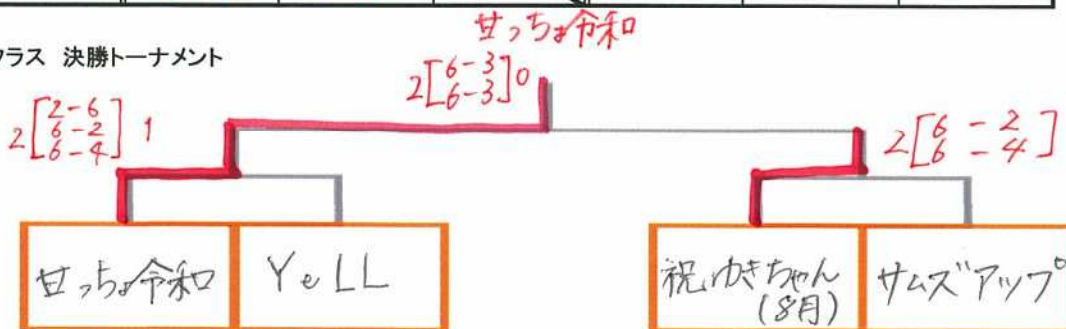 甘っちょ令和
クラス 決勝トーナメント
2[6-3 6-3]0
2[2-6 6-2 6-4]1
2[6-2 6-4]
甘っちょ令和
YeLL
祝ゆきちゃん
(8月)
サムズアップ